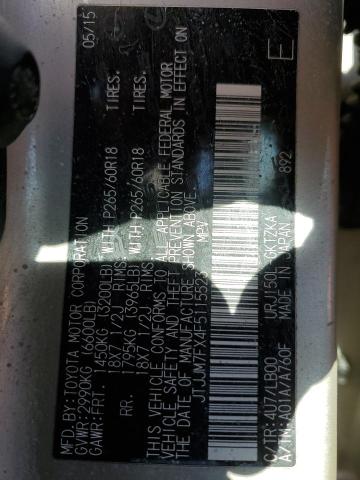 MFD.BY:TOYOTA MOTOR CORPORATION 05/15
GVWR:2990KG (6600LB)
GAWR:FRT. 1450KG (3200LB) WITH P265/60R18 TIRES.
18X7 1/2J RIMS.
RR. 1795KG (3965LB) WITH P265/60R18 TIRES.
18X7 1/2J RIMS.
THIS VEHICLE CONFORMS TO ALL APPLICABLE FEDERAL MOTOR
VEHICLE SAFETY AND THEFT PREVENTION STANDARDS IN EFFECT ON
THE DATE OF MANUFACTURE SHOWN ABOVE.
JTJJM7FX4F5115523 MPV
C/TR:4U7/LB00 URJ150L-GKTZKA
A/TN:A01A/A760F MADE IN JAPAN 892
E